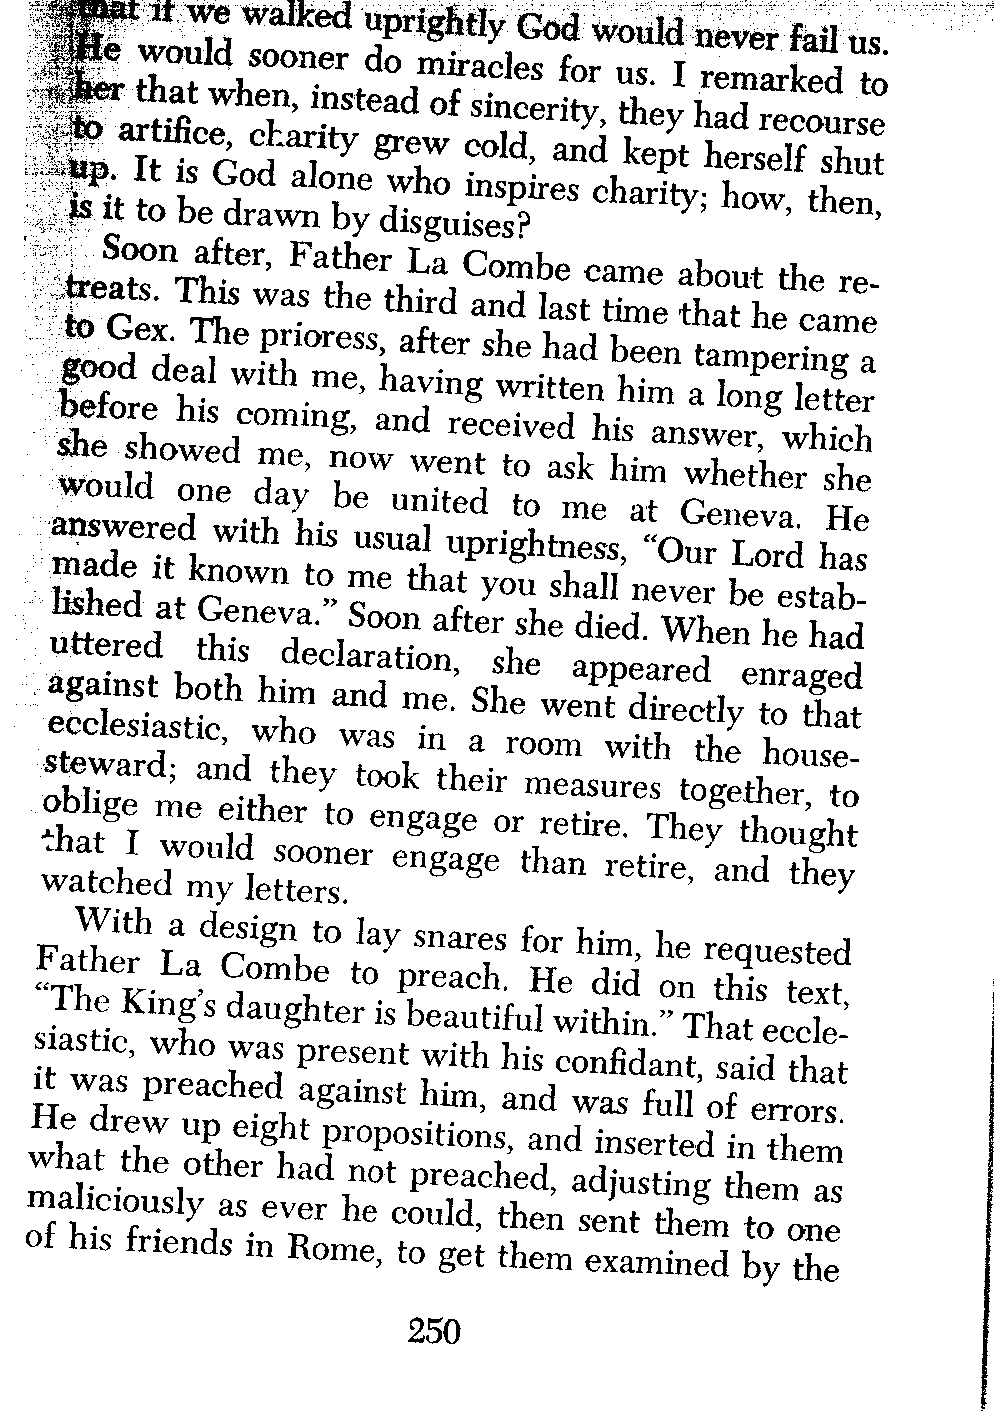 that if we walked uprightly God would never fail us.
He would sooner do miracles for us. I remarked to
her that when, instead of sincerity, they had recourse
to artifice, charity grew cold, and kept herself shut
up. It is God alone who inspires charity; how, then,
is it to be drawn by disguises?
Soon after, Father La Combe came about the re-
treats. This was the third and last time that he came
to Gex. The prioress, after she had been tampering a
good deal with me, having written him a long letter
before his coming, and received his answer, which
she showed me, now went to ask him whether she
would one day be united to me at Geneva. He
answered with his usual uprightness, “Our Lord has
made it known to me that you shall never be estab-
lished at Geneva.” Soon after she died. When he had
uttered this declaration, she appeared enraged
against both him and me. She went directly to that
ecclesiastic, who was in a room with the house-
steward; and they took their measures together, to
oblige me either to engage or retire. They thought
that I would sooner engage than retire, and they
watched my letters.
With a design to lay snares for him, he requested
Father La Combe to preach. He did on this text,
“The King's daughter is beautiful within.” That eccle-
siastic, who was present with his confidant, said that
it was preached against him, and was full of errors.
He drew up eight propositions, and inserted in them
what the other had not preached, adjusting them as
maliciously as ever he could, then sent them to one
of his friends in Rome, to get them examined by the
250